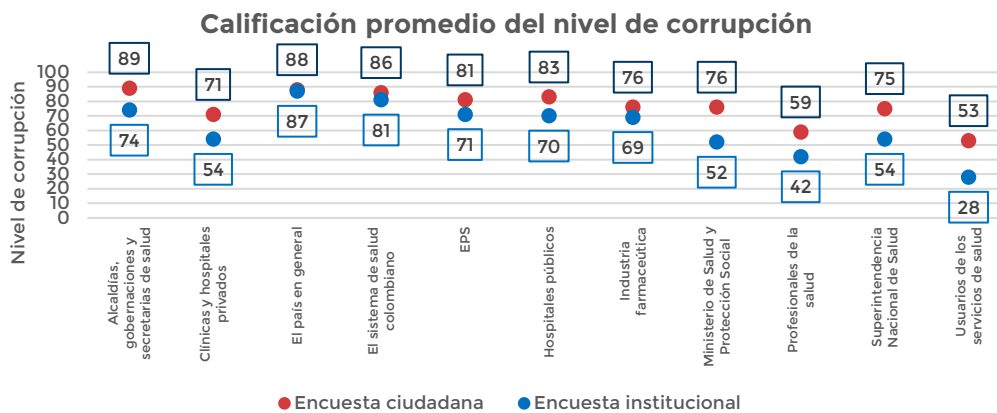 Calificación promedio del nivel de corrupción
Nivel de corrupción
100
90
80
70
60
50
40
30
20
10
0
89
71
88
86
81
83
76
76
59
75
53
74
54
87
81
71
70
69
52
42
54
28
Alcaldías,
gobernaciones y
secretarias de salud
Clínicas y hospitales
privados
El país en general
El sistema de salud
colombiano
EPS
Hospitales públicos
Industria
farmaceútica
Ministerio de Salud y
Protección Social
Profesionales de la
salud
Superintendencia
Nacional de Salud
Usuarios de los
servicios de salud
Encuesta ciudadana
Encuesta institucional